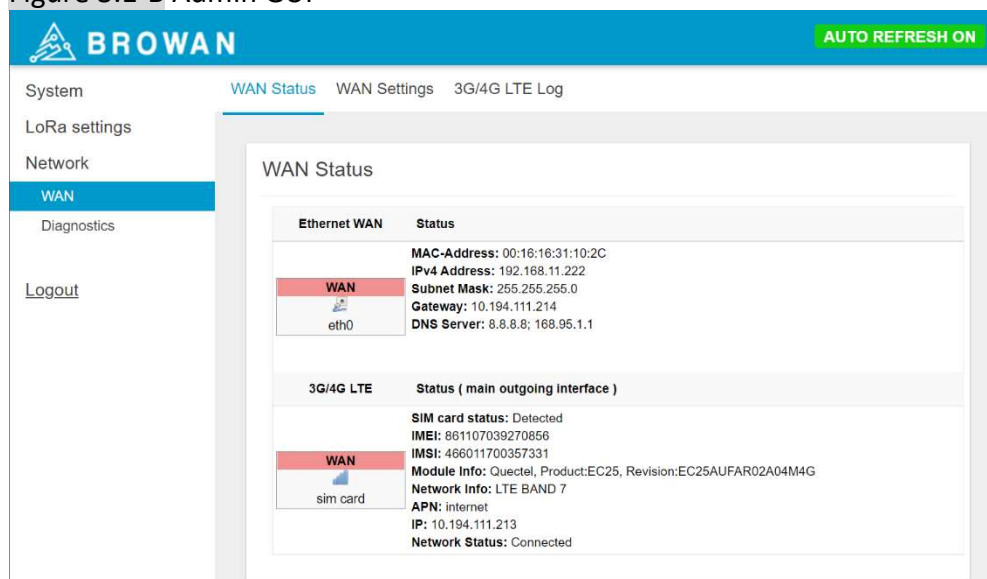 Figure 3.2-B Admin GUI
BROWAN
AUTO REFRESH ON
System
WAN Status WAN Settings 3G/4G LTE Log
LoRa settings
Network
WAN
Diagnostics
Logout
WAN Status
Ethernet WAN Status
WAN
eth0
MAC-Address: 00:16:16:31:10:2C
IPv4 Address: 192.168.11.222
Subnet Mask: 255.255.255.0
Gateway: 10.194.111.214
DNS Server: 8.8.8.8; 168.95.1.1
3G/4G LTE Status ( main outgoing interface )
WAN
sim card
SIM card status: Detected
IMEI: 861107039270856
IMSI: 466011700357331
Module Info: Quectel, Product:EC25, Revision:EC25AUFAR02A04M4G
Network Info: LTE BAND 7
APN: internet
IP: 10.194.111.213
Network Status: Connected